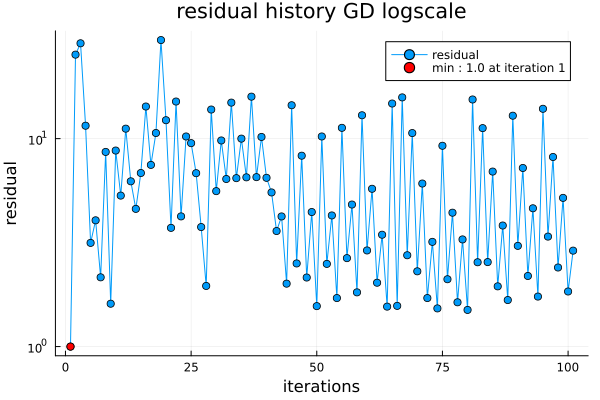 residual history GD logscale
residual
min : 1.0 at iteration 1
10¹
10⁰
residual
0 25 50 75 100
iterations